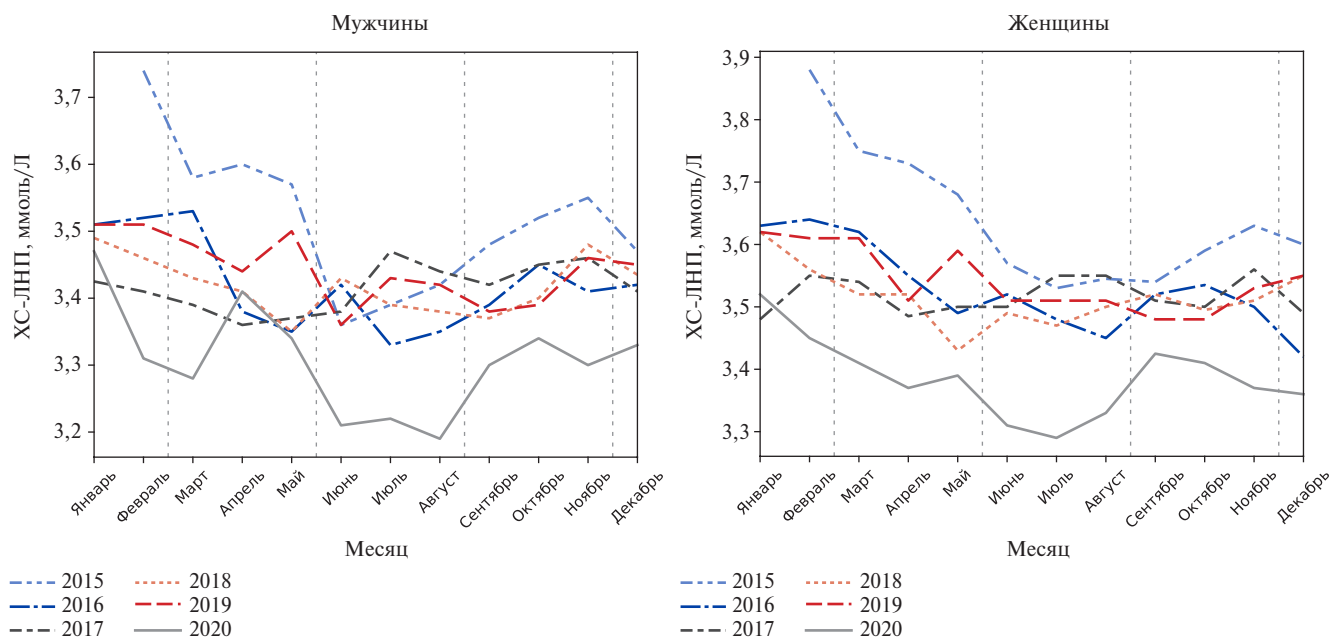 Мужчины
ХС-ЛНП, ммоль/Л
3,7
3,6
3,5
3,4
3,3
3,2
Январь
Февраль
Март
Апрель
Май
Июнь
Июль
Август
Сентябрь
Октябрь
Ноябрь
Декабрь
Месяц
2015
2016
2017
2018
2019
2020
Женщины
ХС-ЛНП, ммоль/Л
3,9
3,8
3,7
3,6
3,5
3,4
3,3
Январь
Февраль
Март
Апрель
Май
Июнь
Июль
Август
Сентябрь
Октябрь
Ноябрь
Декабрь
Месяц
2015
2016
2017
2018
2019
2020